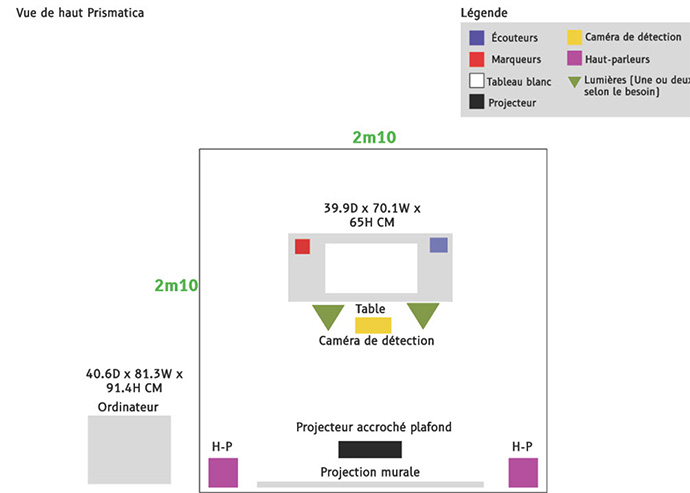 Vue de haut Prismatica
Légende
Écouteurs
Caméra de détection
Marqueurs
Haut-parleurs
Tableau blanc
Lumières (Une ou deux
selon le besoin)
Projecteur
2m10
39.9D x 70.1W x
65H CM
2m10
Table
Caméra de détection
40.6D x 81.3W x
91.4H CM
Ordinateur
Projecteur accroché plafond
H-P
H-P
Projection murale